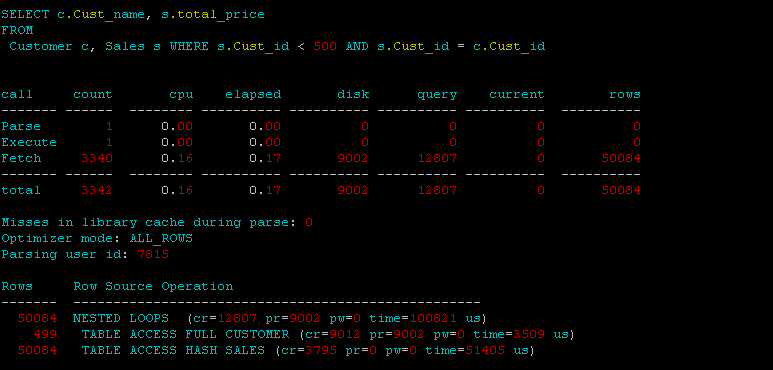 SELECT c.Cust_name, s.total_price
FROM
Customer c, Sales s WHERE s.Cust_id < 500 AND s.Cust_id = c.Cust_id
call count cpu elapsed disk query current rows
------- ------ -------- ---------- ---------- ---------- ---------- ----------
Parse 1 0.00 0.00 0 0 0 0
Execute 1 0.00 0.00 0 0 0 0
Fetch 3340 0.16 0.17 9002 12807 0 50084
------- ------ -------- ---------- ---------- ---------- ---------- ----------
total 3342 0.16 0.17 9002 12807 0 50084
Misses in library cache during parse: 0
Optimizer mode: ALL_ROWS
Parsing user id: 7815
Rows Row Source Operation
------- ---------------------------------------------------
50084 NESTED LOOPS (cr=12807 pr=9002 pw=0 time=100821 us)
499 TABLE ACCESS FULL CUSTOMER (cr=9012 pr=9002 pw=0 time=3509 us)
50084 TABLE ACCESS HASH SALES (cr=3795 pr=0 pw=0 time=51405 us)